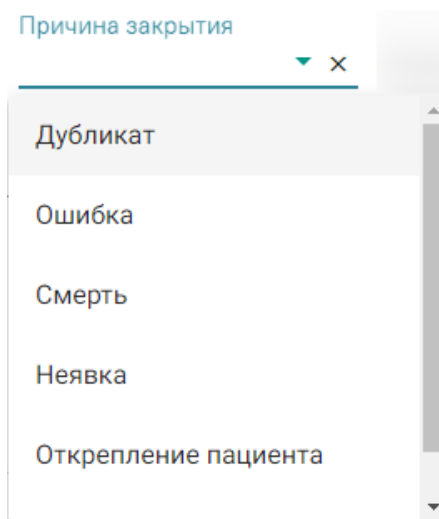 Причина закрытия
Дубликат
Ошибка
Смерть
Неявка
Открепление пациента